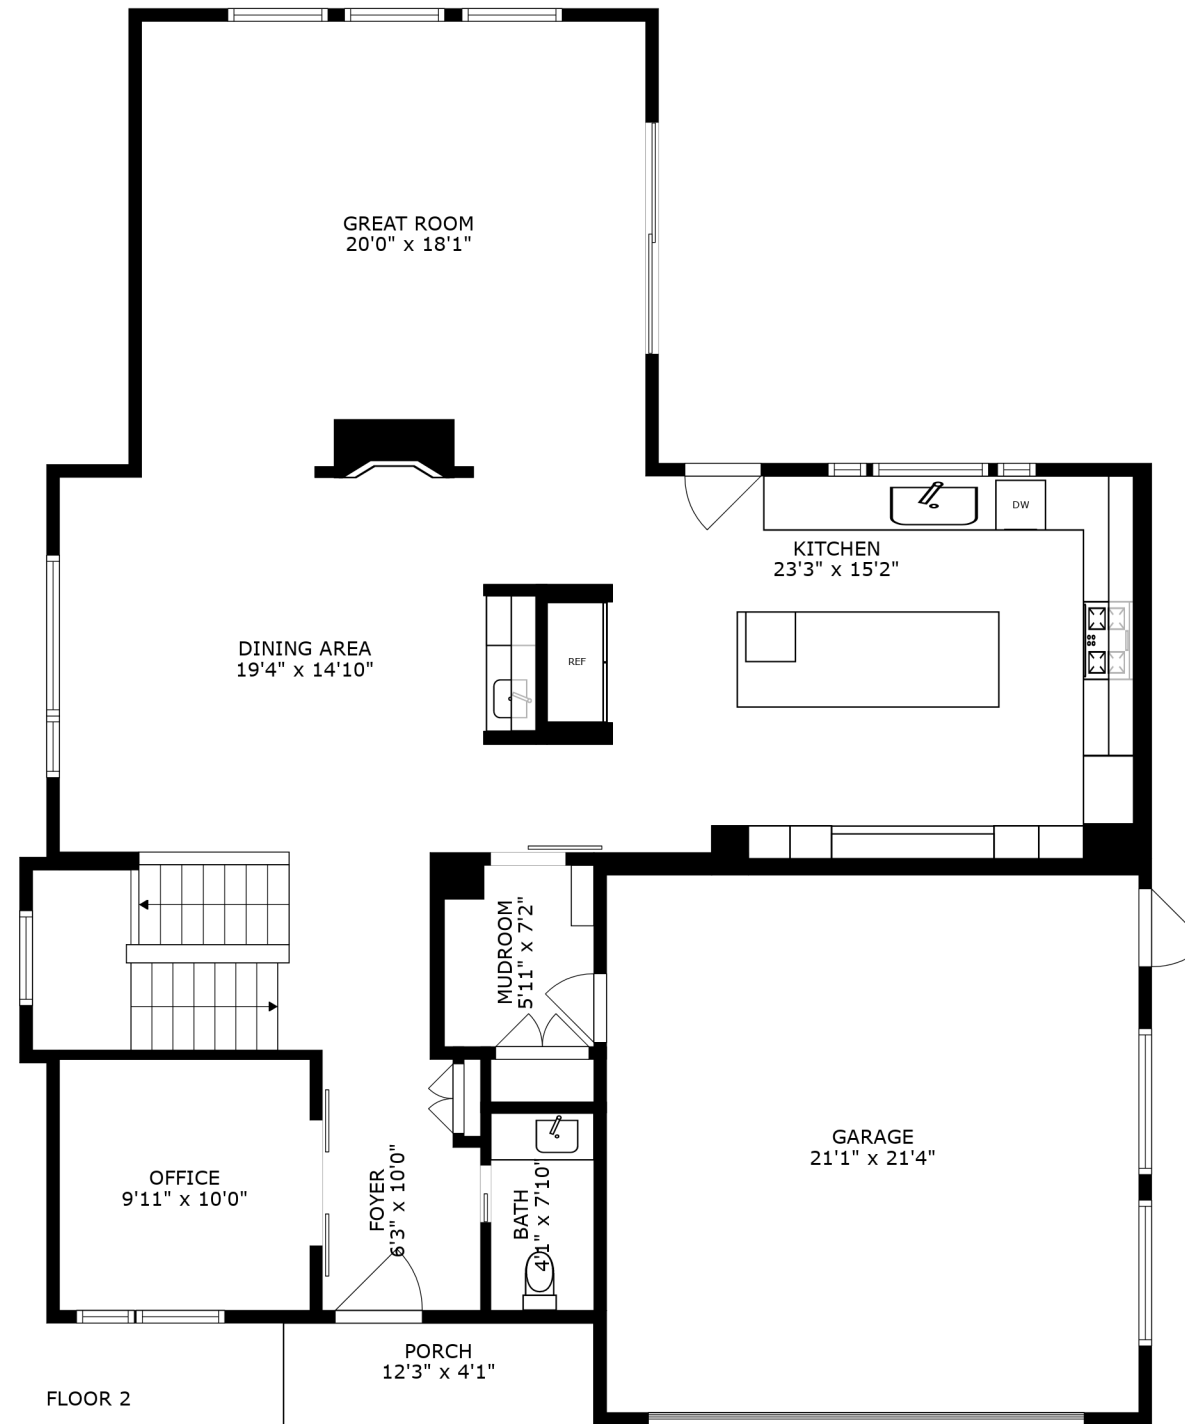 GREAT ROOM
20'0" x 18'1"
DW
KITCHEN
23'3" x 15'2"
DINING AREA
19'4" x 14'10"
REF
MUDROOM
5'11" x 7'2"
GARAGE
21'1" x 21'4"
OFFICE
9'11" x 10'0"
FOYER
6'3" x 10'0"
BATH
4'1" x 7'10"
PORCH
12'3" x 4'1"
FLOOR 2